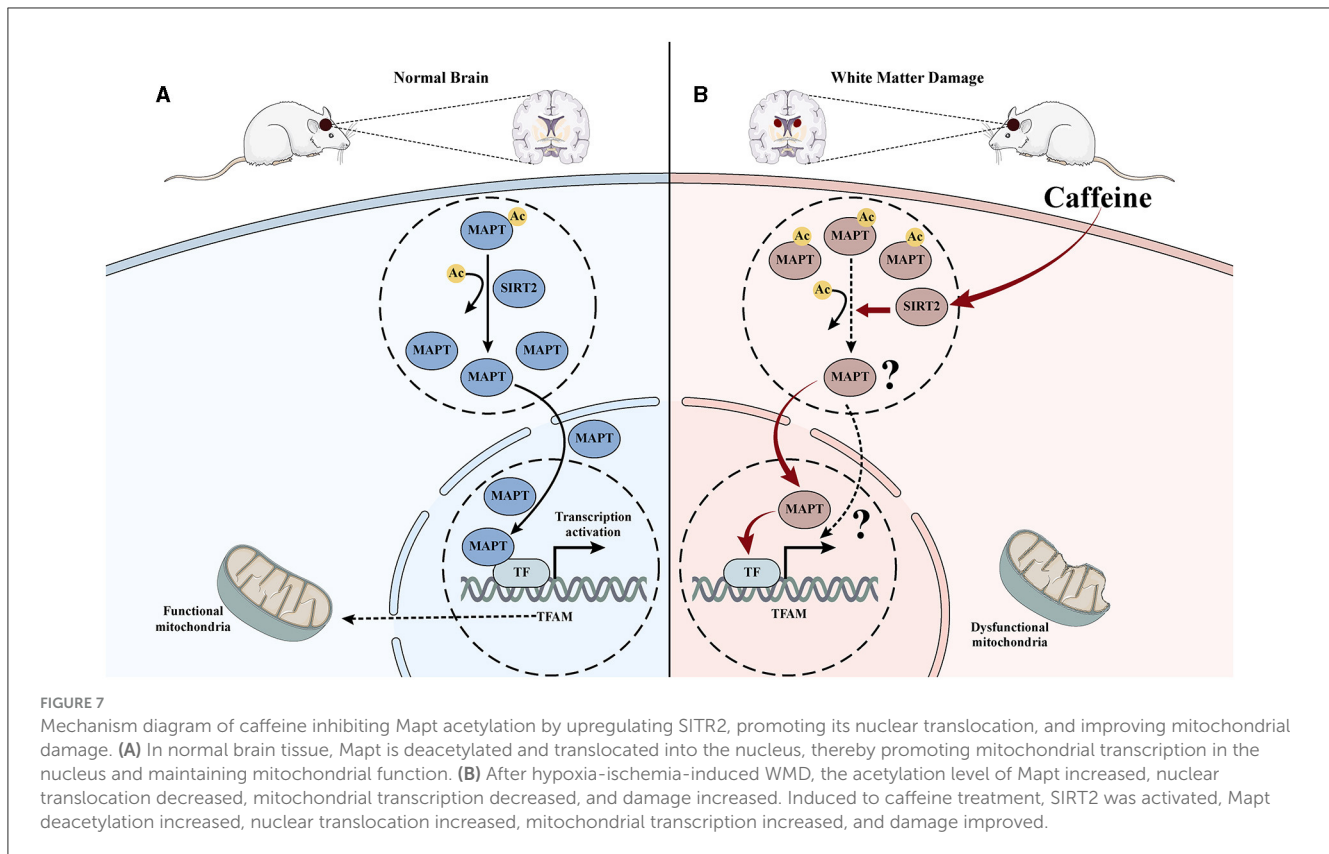 Normal Brain
A
Ac
MAPT
Ac
SIRT2
MAPT
MAPT
MAPT
MAPT
MAPT
MAPT
Transcription
activation
TF
TFAM
Functional
mitochondria
White Matter Damage
B
Caffeine
Ac
MAPT
Ac
MAPT
Ac
MAPT
Ac
SIRT2
MAPT
?
MAPT
?
TF
TFAM
Dysfunctional
mitochondria
FIGURE 7
Mechanism diagram of caffeine inhibiting Mapt acetylation by upregulating SITR2, promoting its nuclear translocation, and improving mitochondrial
damage. (A) In normal brain tissue, Mapt is deacetylated and translocated into the nucleus, thereby promoting mitochondrial transcription in the
nucleus and maintaining mitochondrial function. (B) After hypoxia-ischemia-induced WMD, the acetylation level of Mapt increased, nuclear
translocation decreased, mitochondrial transcription decreased, and damage increased. Induced to caffeine treatment, SIRT2 was activated, Mapt
deacetylation increased, nuclear translocation increased, mitochondrial transcription increased, and damage improved.